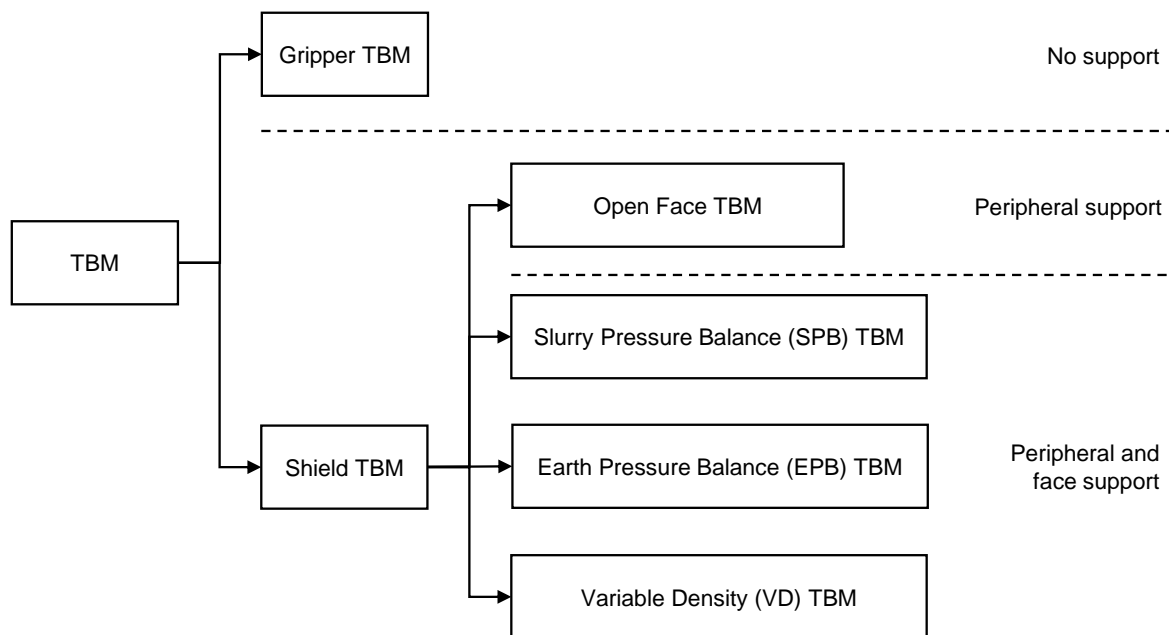 Gripper TBM
No support
Open Face TBM
Peripheral support
TBM
Slurry Pressure Balance (SPB) TBM
Shield TBM
Earth Pressure Balance (EPB) TBM
Peripheral and
face support
Variable Density (VD) TBM